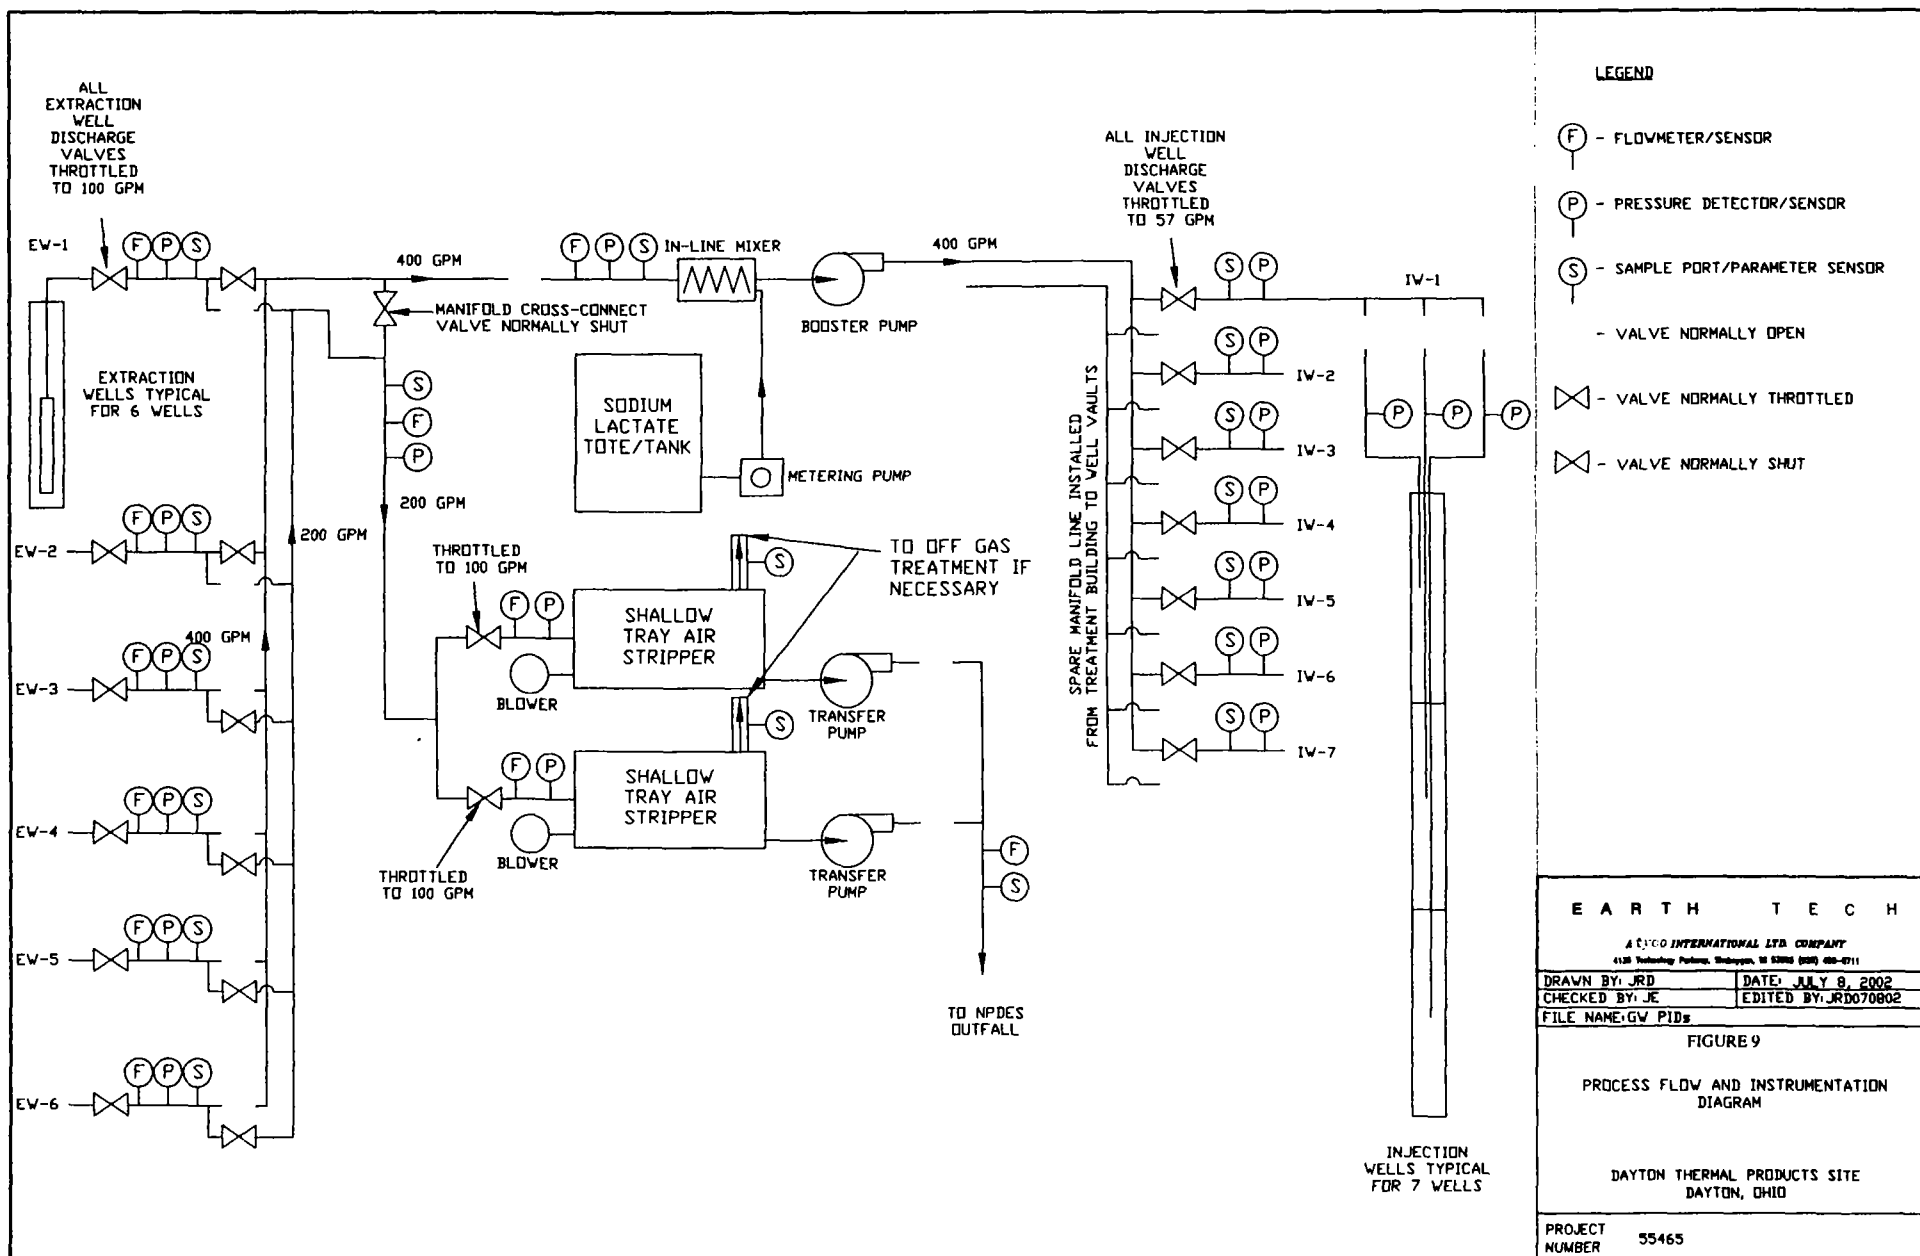 ALL
EXTRACTION
WELL
DISCHARGE
VALVES
THROTTLED
TO 100 GPM
EW-1
F
P
S
400 GPM
F
P
S
IN-LINE MIXER
400 GPM
BOOSTER PUMP
MANIFOLD CROSS-CONNECT
VALVE NORMALLY SHUT
EXTRACTION
WELLS TYPICAL
FOR 6 WELLS
S
F
P
200 GPM
SODIUM
LACTATE
TOTE/TANK
METERING PUMP
EW-2
F
P
S
200 GPM
400 GPM
EW-3
F
P
S
EW-4
F
P
S
EW-5
F
P
S
EW-6
F
P
S
THROTTLED
TO 100 GPM
F
P
SHALLOW
TRAY AIR
STRIPPER
BLOWER
S
TO OFF GAS
TREATMENT IF
NECESSARY
TRANSFER
PUMP
F
P
SHALLOW
TRAY AIR
STRIPPER
BLOWER
S
THROTTLED
TO 100 GPM
TRANSFER
PUMP
F
S
TO NPDES
OUTFALL
ALL INJECTION
WELL
DISCHARGE
VALVES
THROTTLED
TO 57 GPM
SPARE MANIFOLD LINE INSTALLED
FROM TREATMENT BUILDING TO WELL VAULTS
S
P
IW-1
S
P
IW-2
S
P
IW-3
S
P
IW-4
S
P
IW-5
S
P
IW-6
S
P
IW-7
P
P
P
INJECTION
WELLS TYPICAL
FOR 7 WELLS
LEGEND
F - FLOWMETER/SENSOR
P - PRESSURE DETECTOR/SENSOR
S - SAMPLE PORT/PARAMETER SENSOR
- VALVE NORMALLY OPEN
- VALVE NORMALLY THROTTLED
- VALVE NORMALLY SHUT
EARTH TECH
A INTERNATIONAL LTD. COMPANY
DRAWN BY: JRD
DATE: JULY 8, 2002
CHECKED BY: JE
EDITED BY: JRD070802
FILE NAME: GW PIDs
FIGURE 9
PROCESS FLOW AND INSTRUMENTATION
DIAGRAM
DAYTON THERMAL PRODUCTS SITE
DAYTON, OHIO
PROJECT
NUMBER 55465